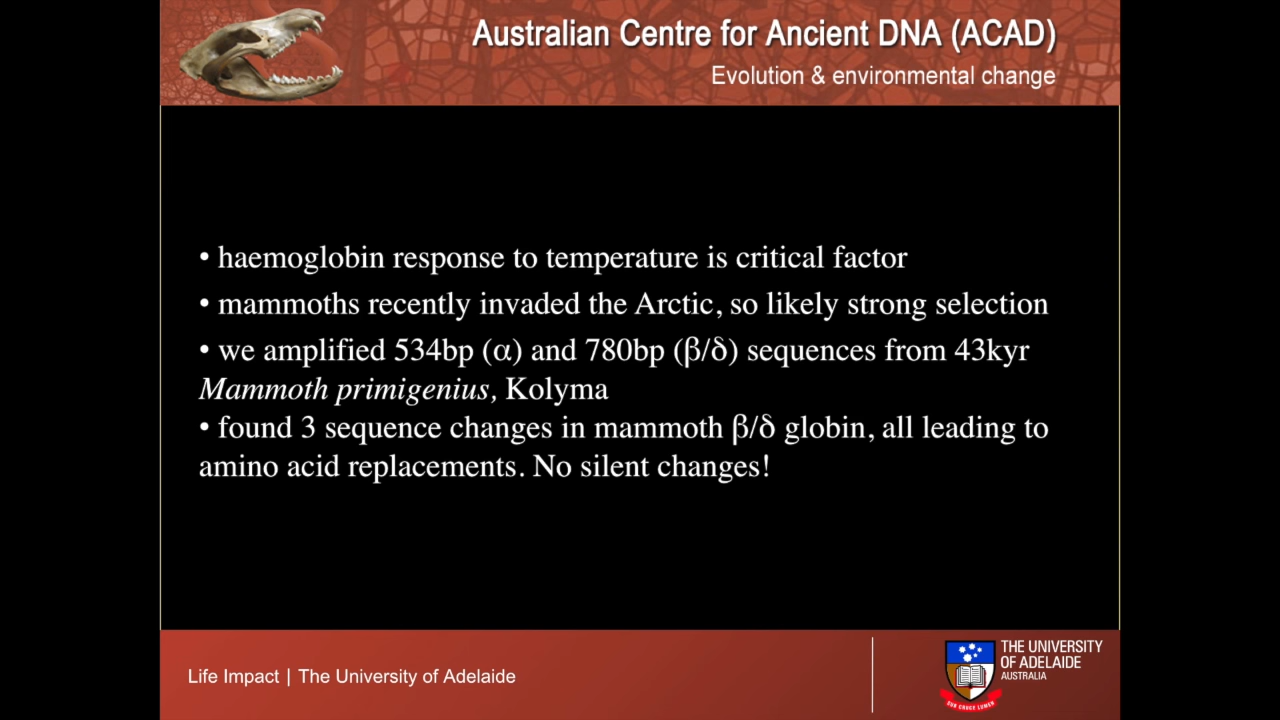 Australian Centre for Ancient DNA (ACAD)
Evolution & environmental change
• haemoglobin response to temperature is critical factor
• mammoths recently invaded the Arctic, so likely strong selection
• we amplified 534bp (α) and 780bp (β/δ) sequences from 43kyr
Mammoth primigenius, Kolyma
• found 3 sequence changes in mammoth β/δ globin, all leading to
amino acid replacements. No silent changes!
Life Impact | The University of Adelaide
THE UNIVERSITY
OF ADELAIDE
AUSTRALIA
SUB CRUCE LUMEN